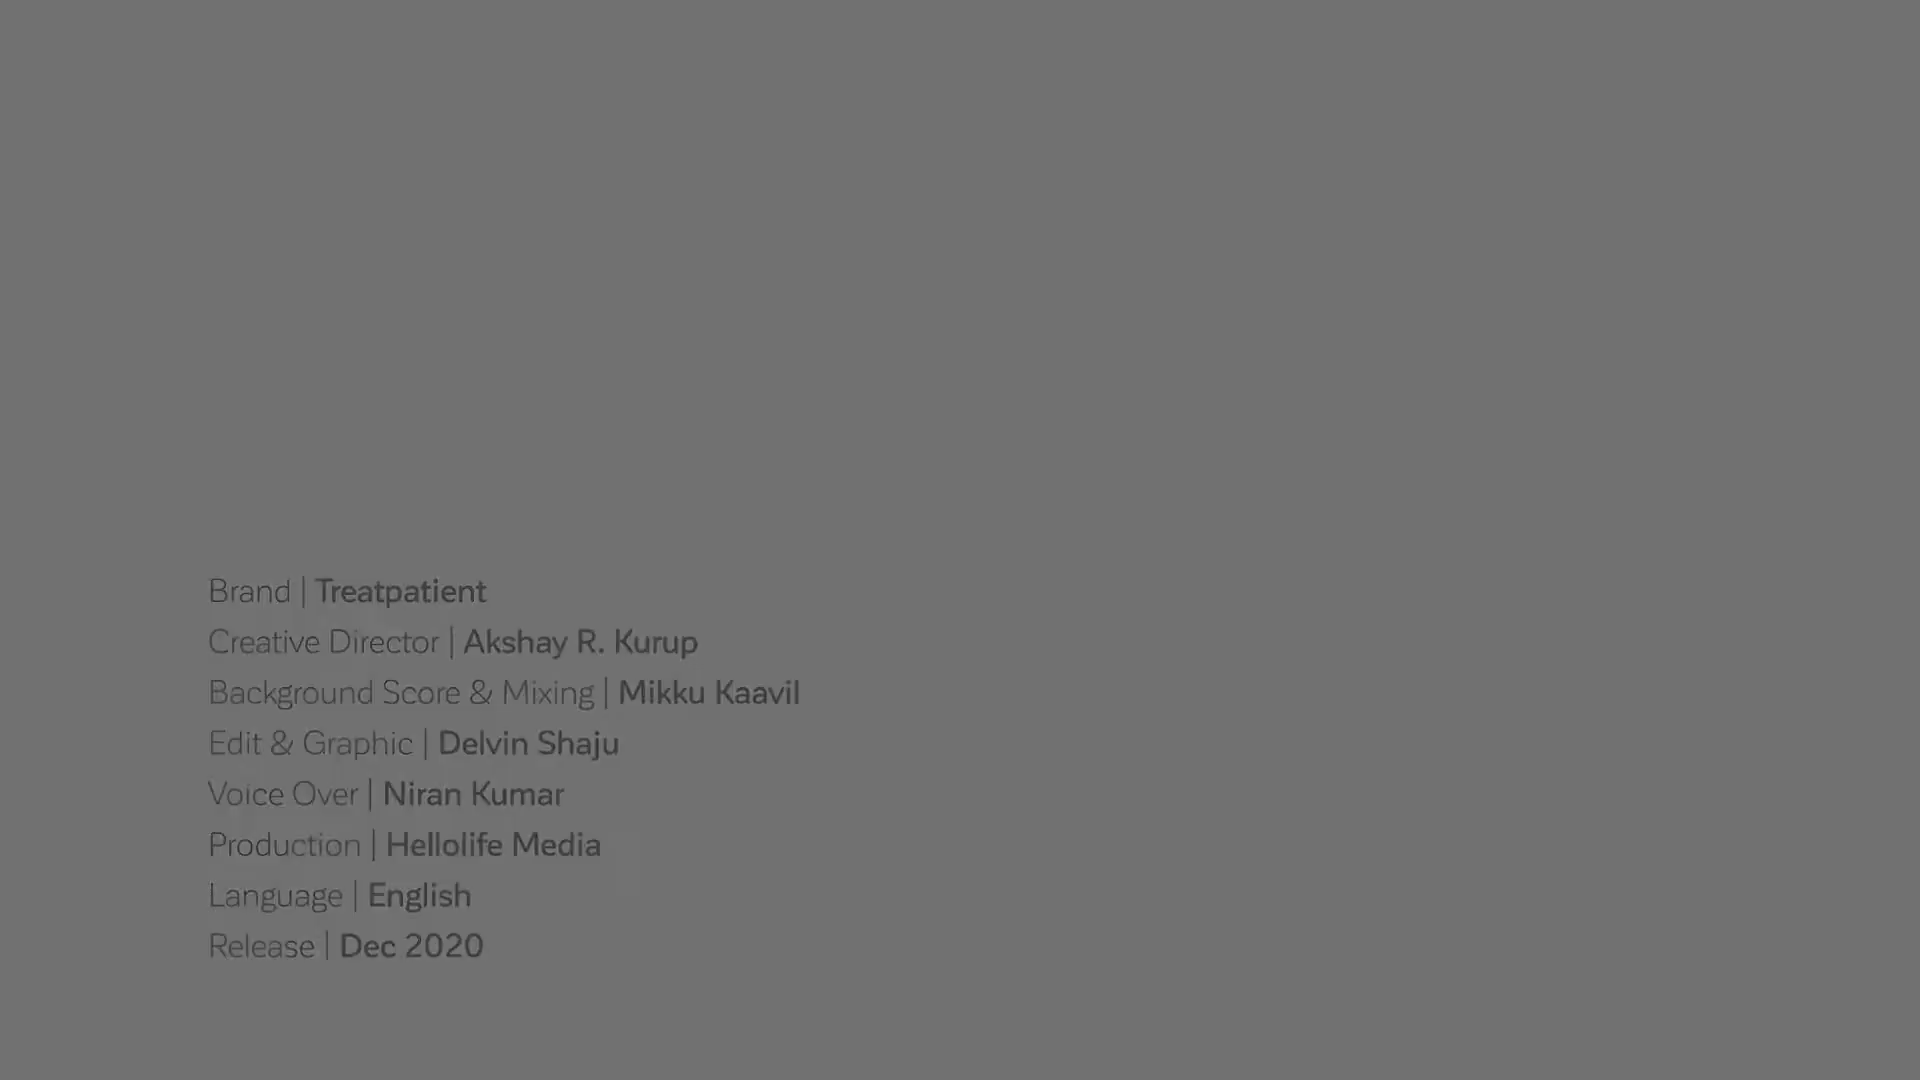 Brand | Treatpatient
Creative Director | Akshay R. Kurup
Background Score & Mixing | Mikku Kaavil
Edit & Graphic | Delvin Shaju
Voice Over | Niran Kumar
Production | Hellolife Media
Language | English
Release | Dec 2020